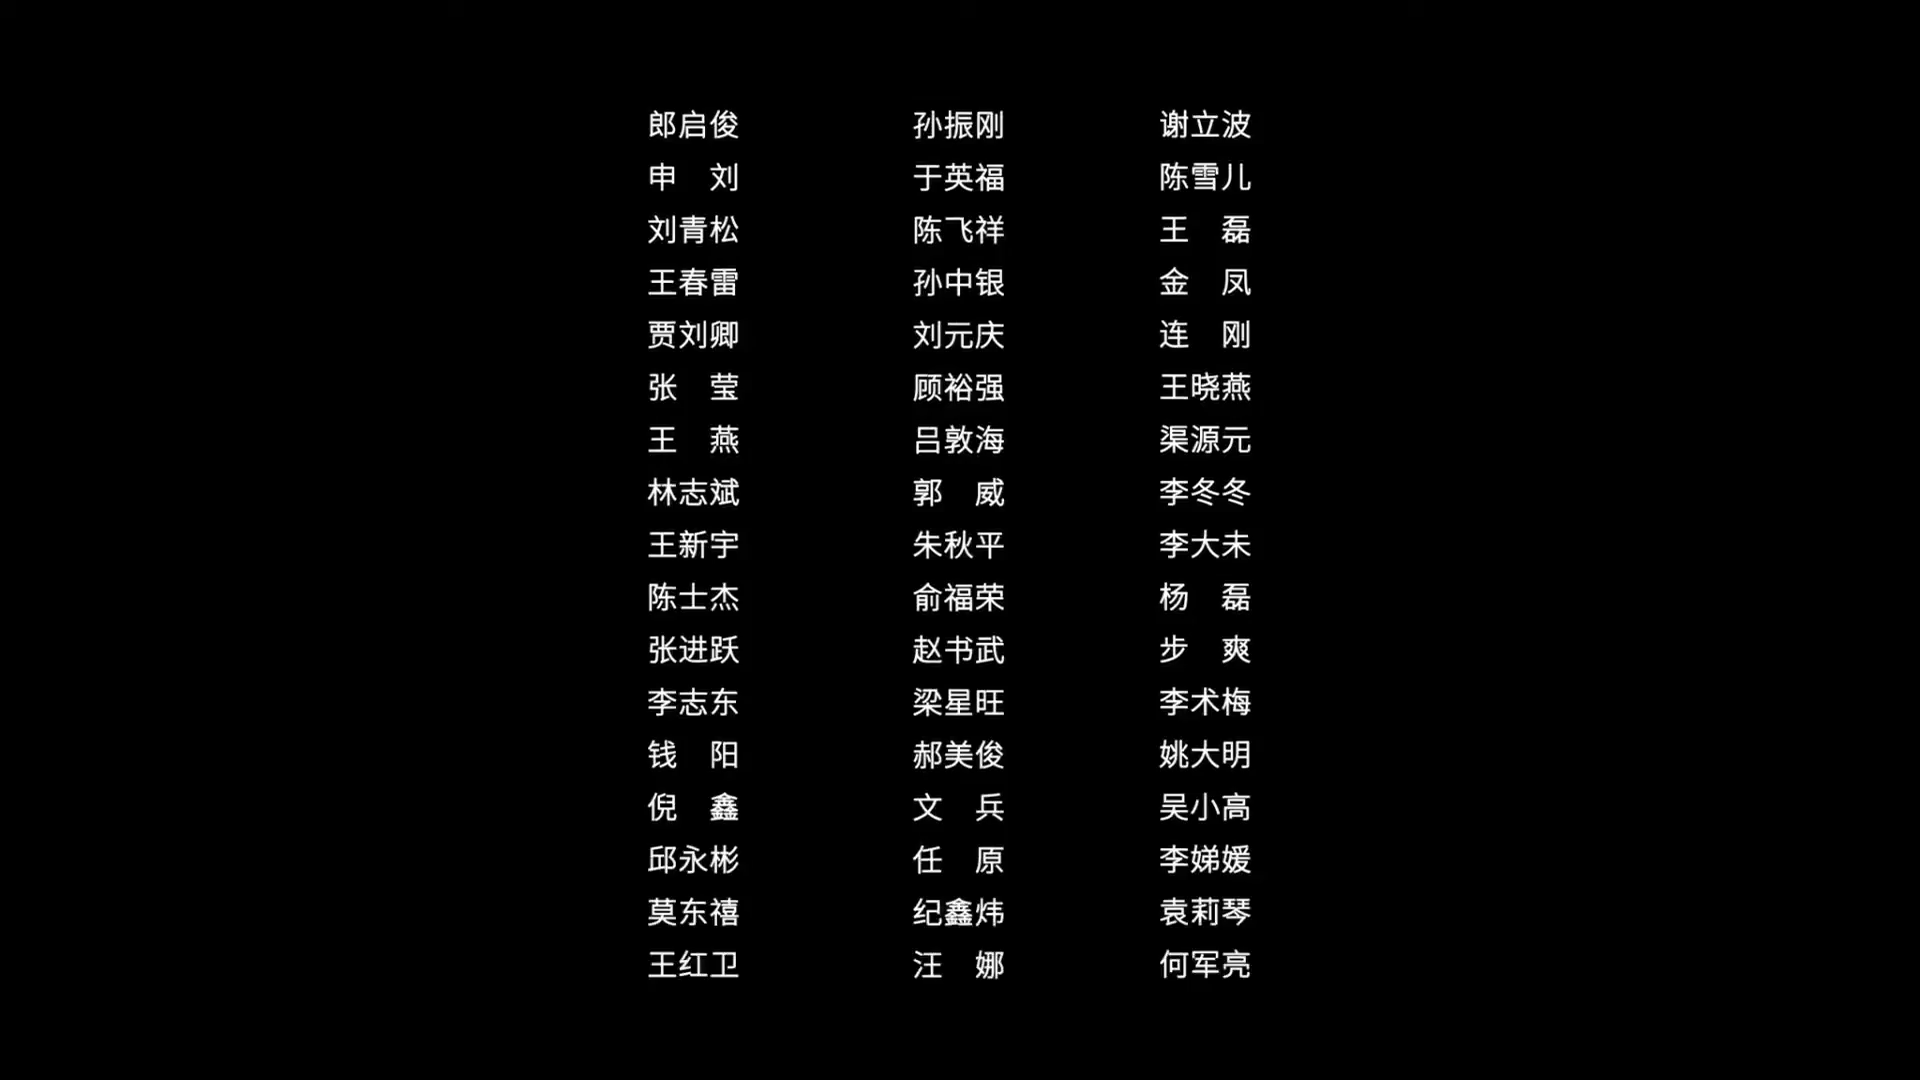 郎启俊 孙振刚 谢立波
申　刘 于英福 陈雪儿
刘青松 陈飞祥 王　磊
王春雷 孙中银 金　凤
贾刘卿 刘元庆 连　刚
张　莹 顾裕强 王晓燕
王　燕 吕敦海 渠源元
林志斌 郭　威 李冬冬
王新宇 朱秋平 李大未
陈士杰 俞福荣 杨　磊
张进跃 赵书武 步　爽
李志东 梁星旺 李术梅
钱　阳 郝美俊 姚大明
倪　鑫 文　兵 吴小高
邱永彬 任　原 李娣媛
莫东禧 纪鑫炜 袁莉琴
王红卫 汪　娜 何军亮